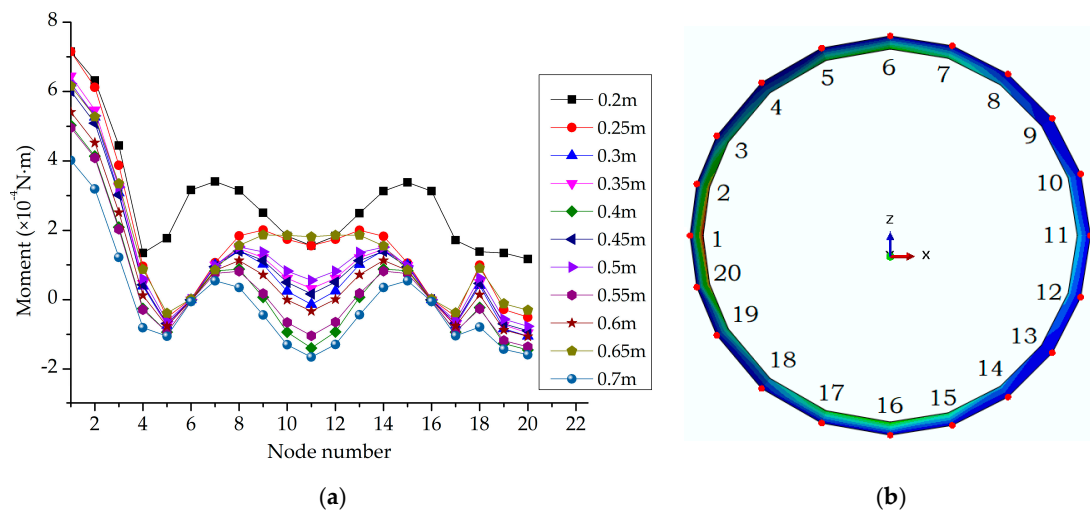 8
6
4
2
0
-2
Moment (×10⁻⁴N·m)
2 4 6 8 10 12 14 16 18 20 22
Node number
0.2m
0.25m
0.3m
0.35m
0.4m
0.45m
0.5m
0.55m
0.6m
0.65m
0.7m
(a)
6
5 7
4 8
3 9
2 10
1 11
20 12
19 13
18 14
17 15
16
z
x
(b)